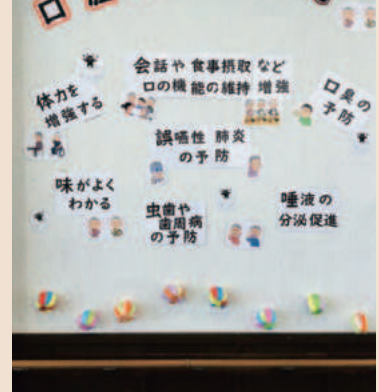 口
会話や 食事摂取 など
口の機能の維持 増強
体力を
増強する
口臭の
予防
誤嚥性 肺炎
の予防
味がよく
わかる
虫歯や
歯周病
の予防
唾液の
分泌促進